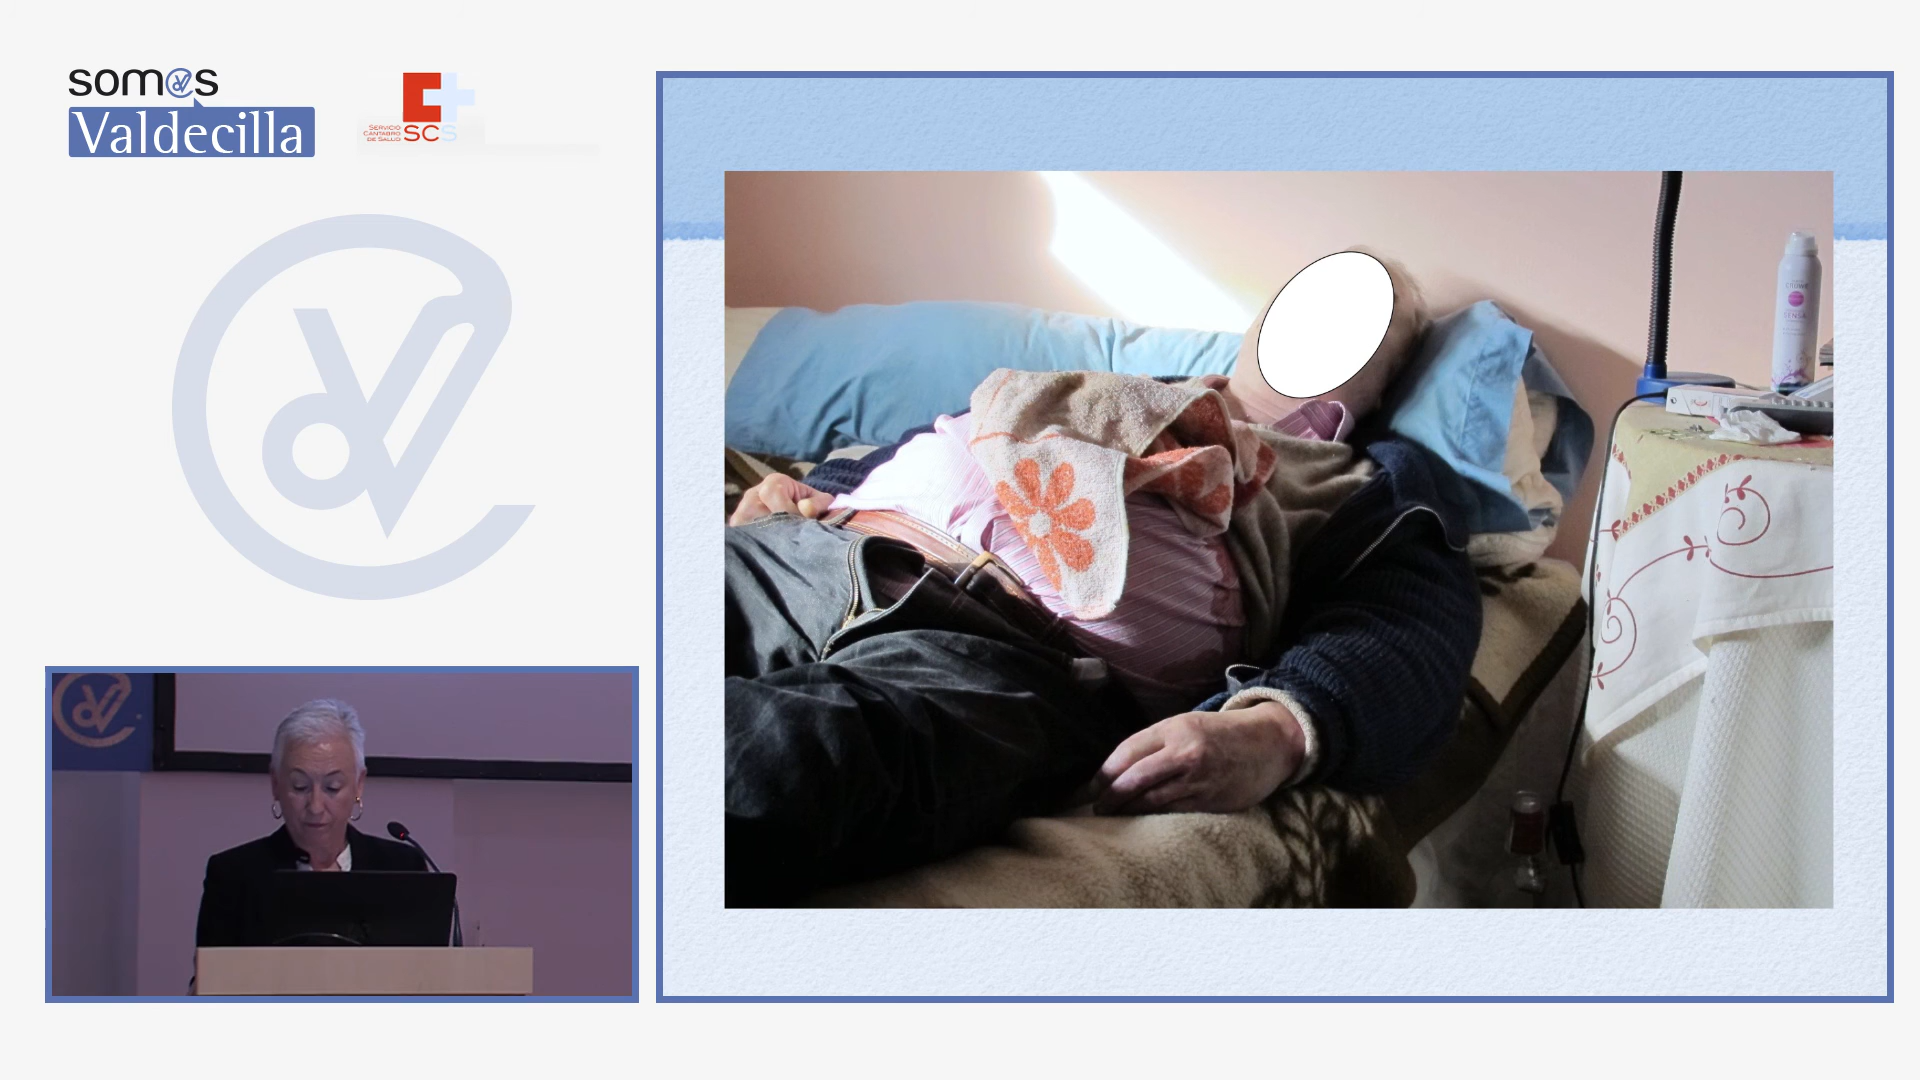 somos
Valdecilla
SERVICIO
CÁNTABRO
DE SALUD
SCS